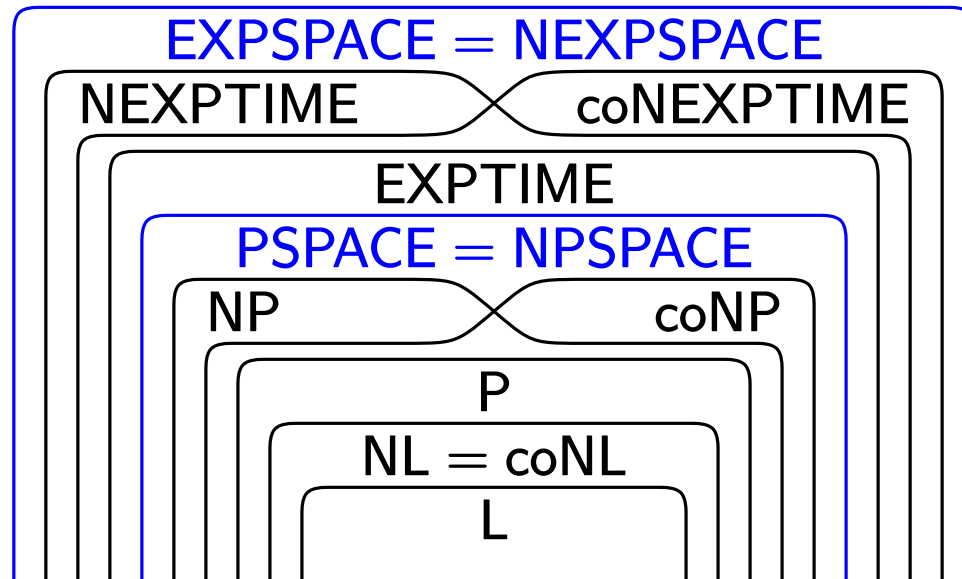 EXPSPACE = NEXPSPACE
NEXPTIME coNEXPTIME
EXPTIME
PSPACE = NPSPACE
NP coNP
P
NL = coNL
L